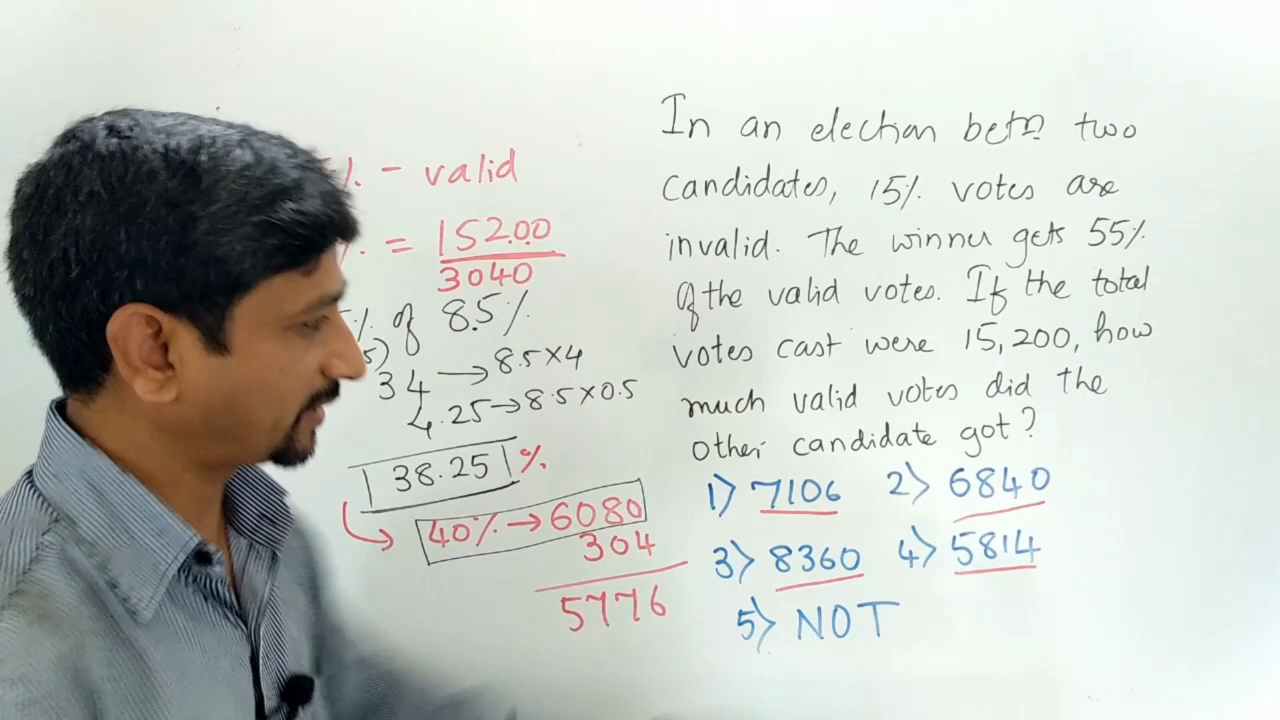 % - valid
% = 15200
3040
% of 8.5%
5)
34 → 8.5×4
4.25 → 8.5×0.5
38.25 %
40% → 6080
304
5776
In an election betn two
candidates, 15% votes are
invalid. The winner gets 55%
of the valid votes. If the total
votes cast were 15,200, how
much valid votes did the
other candidate got?
1) 7106 2) 6840
3) 8360 4) 5814
5) NOT